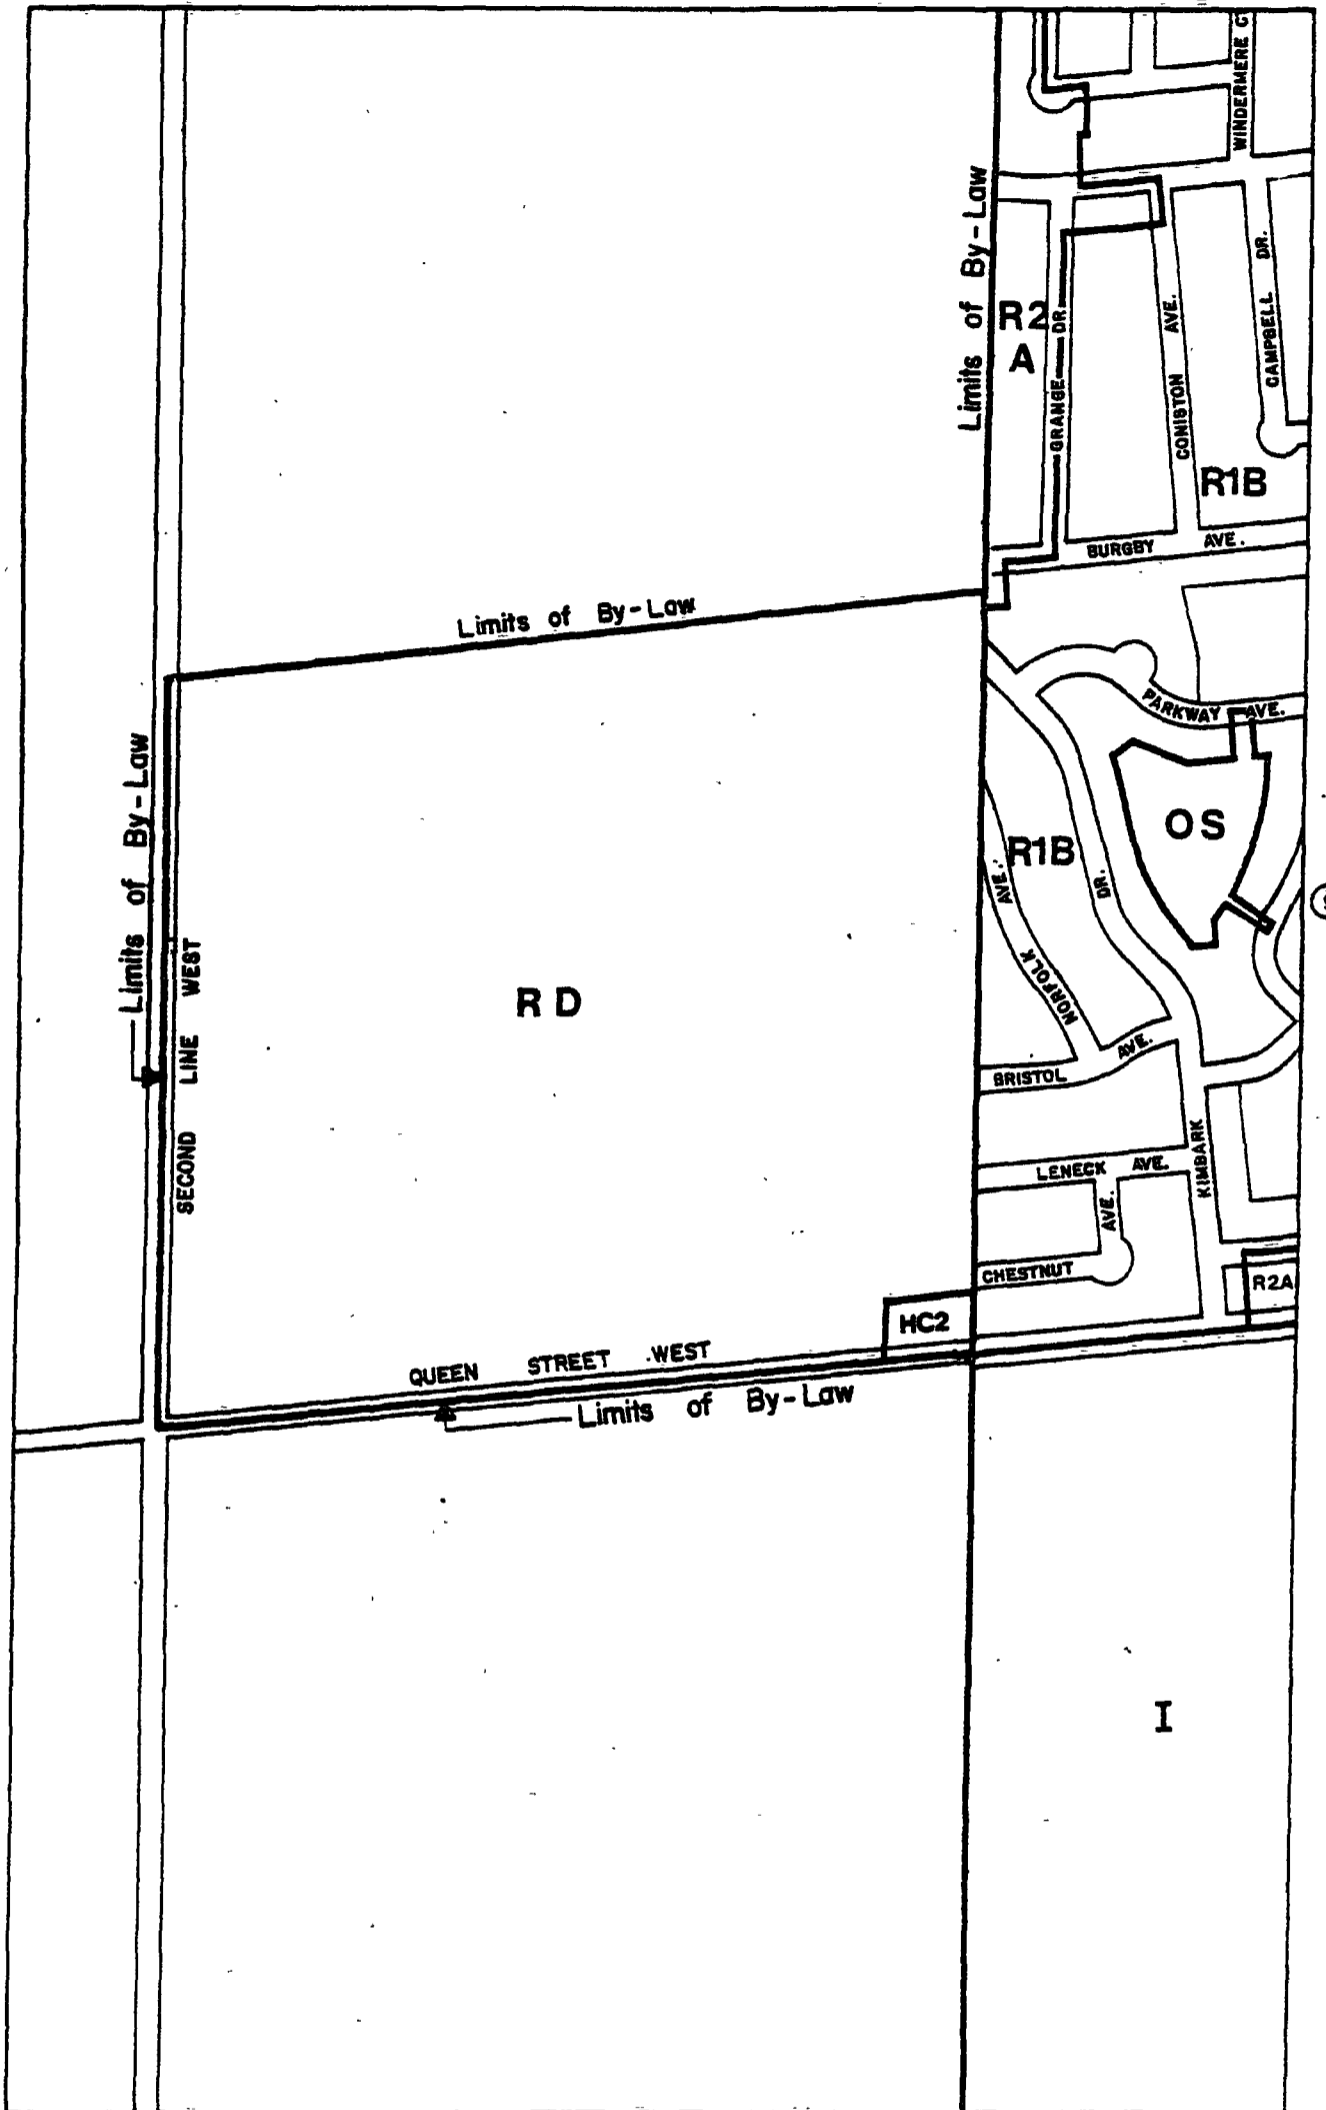 WINDERMERE
Limits of By-Law
R2
A
GRANGE DR.
CONISTON AVE.
CAMPBELL DR.
R1B
BURGBY AVE.
Limits of By-Law
PARKWAY AVE.
OS
R1B
DR.
NORFOLK AVE.
Limits of By-Law
SECOND LINE WEST
RD
BRISTOL AVE.
LENECK AVE.
KIMBARK
CHESTNUT AVE.
R2A
HC2
QUEEN STREET WEST
Limits of By-Law
I